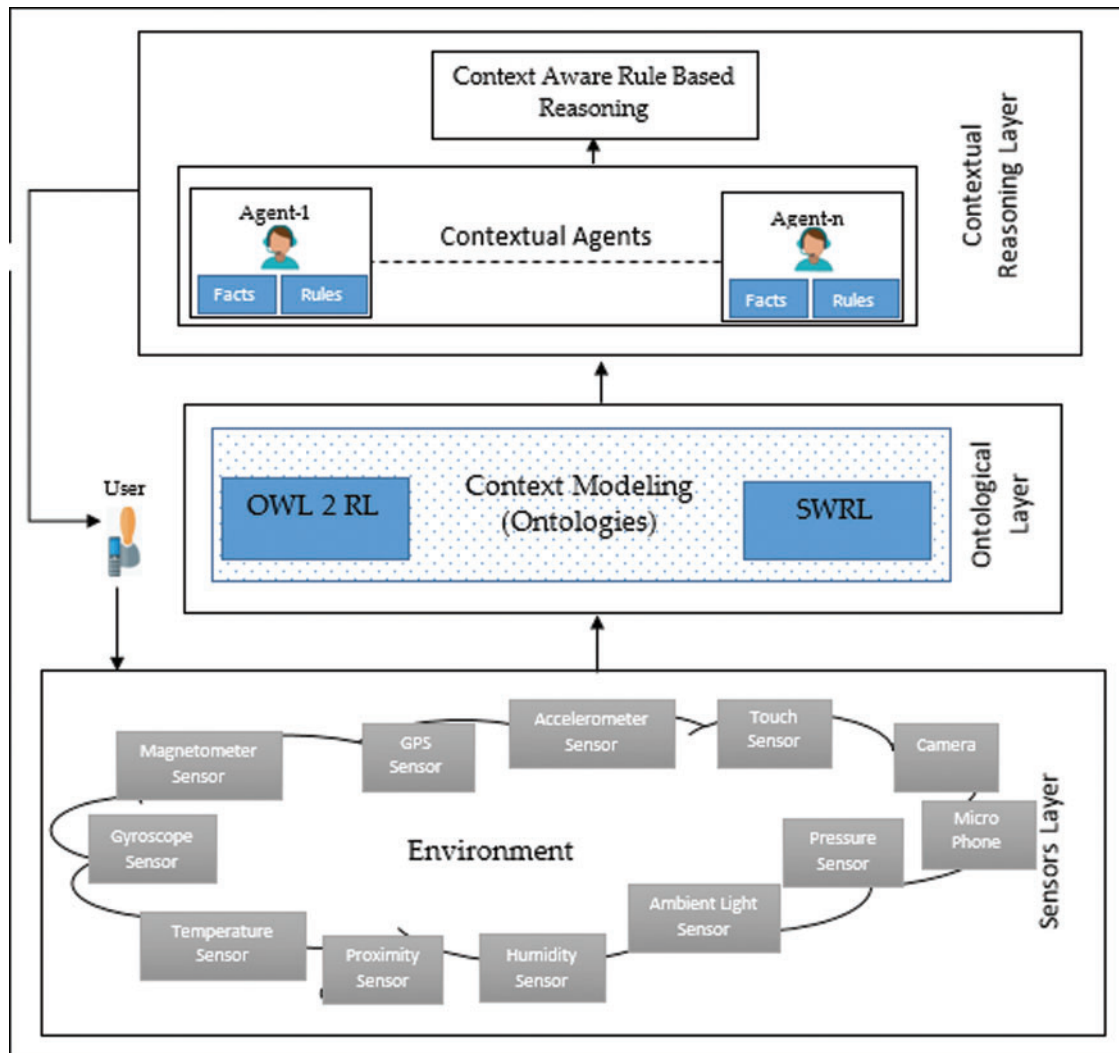 Context Aware Rule Based
Reasoning
Agent-1
Facts
Rules
Contextual Agents
Agent-n
Facts
Rules
Contextual
Reasoning Layer
User
OWL 2 RL
Context Modeling
(Ontologies)
SWRL
Ontological
Layer
Magnetometer
Sensor
GPS
Sensor
Accelerometer
Sensor
Touch
Sensor
Camera
Gyroscope
Sensor
Environment
Pressure
Sensor
Micro
Phone
Temperature
Sensor
Proximity
Sensor
Humidity
Sensor
Ambient Light
Sensor
Sensors Layer